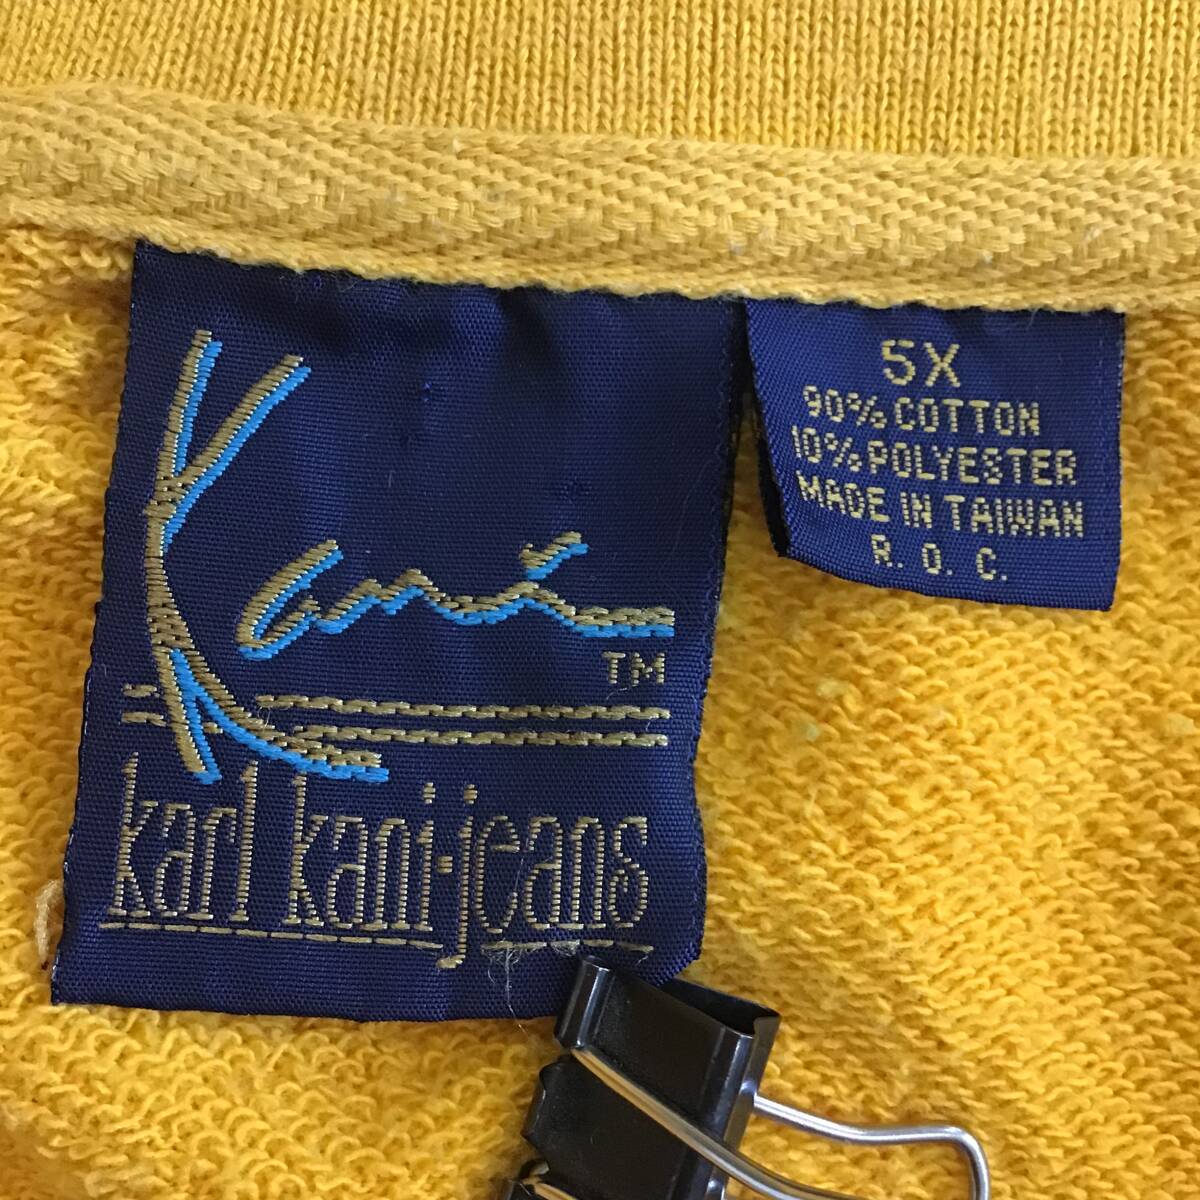 Kani
TM
karl kani-jeans
5X
90% COTTON
10% POLYESTER
MADE IN TAIWAN
R. O. C.